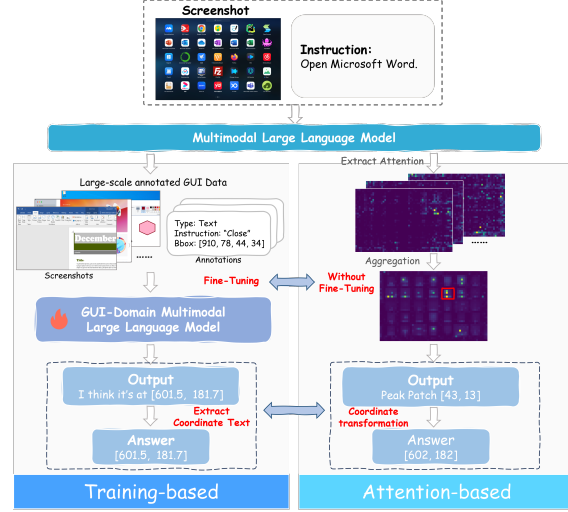 Screenshot
Instruction:
Open Microsoft Word.
Multimodal Large Language Model
Large-scale annotated GUI Data
December
Title
......
Screenshots
Type: Text
Instruction: “Close”
Bbox: [910, 78, 44, 34]
Annotations
Fine-Tuning
GUI-Domain Multimodal
Large Language Model
Output
I think it's at [601.5, 181.7]
Extract
Coordinate Text
Answer
[601.5, 181.7]
Training-based
Extract Attention
......
Aggregation
Without
Fine-Tuning
Output
Peak Patch [43, 13]
Coordinate
transformation
Answer
[602, 182]
Attention-based